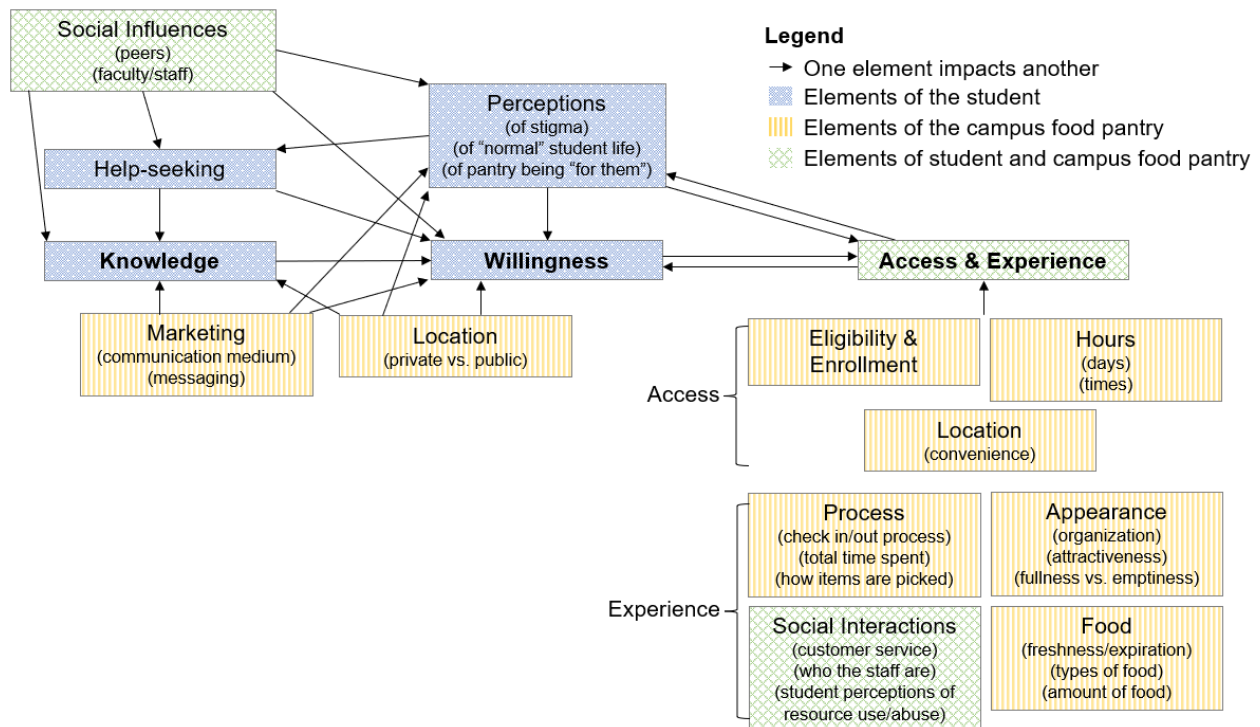 Social Influences
(peers)
(faculty/staff)
Legend
One element impacts another
Elements of the student
Elements of the campus food pantry
Elements of student and campus food pantry
Perceptions
(of stigma)
(of “normal” student life)
(of pantry being “for them”)
Help-seeking
Knowledge
Willingness
Access & Experience
Marketing
(communication medium)
(messaging)
Location
(private vs. public)
Access
Eligibility &
Enrollment
Hours
(days)
(times)
Location
(convenience)
Experience
Process
(check in/out process)
(total time spent)
(how items are picked)
Appearance
(organization)
(attractiveness)
(fullness vs. emptiness)
Social Interactions
(customer service)
(who the staff are)
(student perceptions of
resource use/abuse)
Food
(freshness/expiration)
(types of food)
(amount of food)